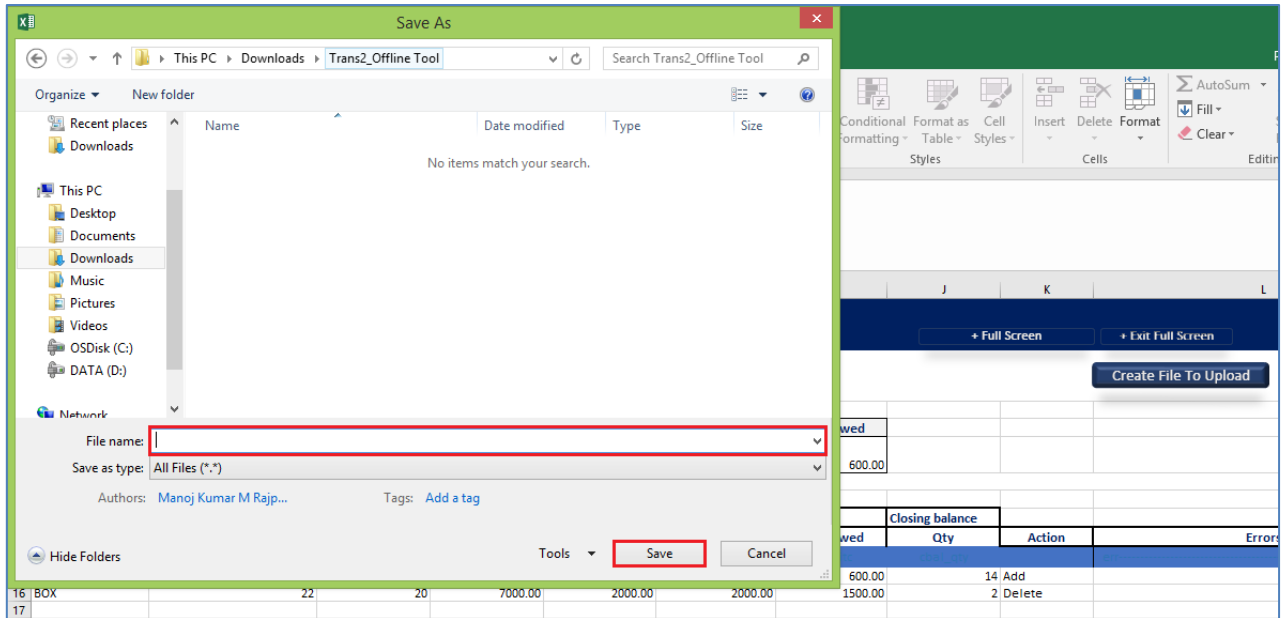 Save As
This PC Downloads Trans2_Offline Tool Search Trans2_Offline Tool
Organize New folder
Recent places
Downloads
This PC
Desktop
Documents
Downloads
Music
Pictures
Videos
OSDisk (C:)
DATA (D:)
Network
Name Date modified Type Size
No items match your search.
File name:
Save as type: All Files (*.*)
Authors: Manoj Kumar M Rajp... Tags: Add a tag
Hide Folders Tools Save Cancel
Conditional Format as Cell Insert Delete Format
Formatting Table Styles
Styles Cells
AutoSum
Fill
Clear
J K L
+ Full Screen + Exit Full Screen
Create File To Upload
wed
600.00
Closing balance
wed Qty Action Errors
600.00 14 Add
16 BOX 22 20 7000.00 2000.00 2000.00 1500.00 2 Delete
17